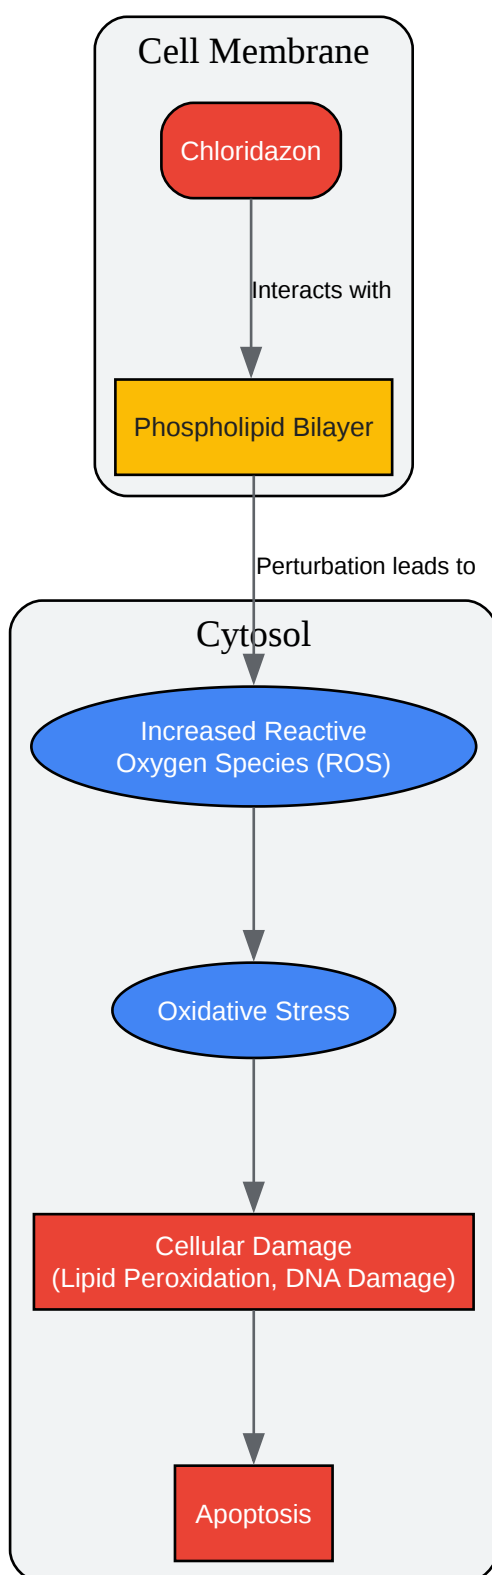 Cell Membrane
Chloridazon
Interacts with
Phospholipid Bilayer
Perturbation leads to
Cytosol
Increased Reactive
Oxygen Species (ROS)
Oxidative Stress
Cellular Damage
(Lipid Peroxidation, DNA Damage)
Apoptosis